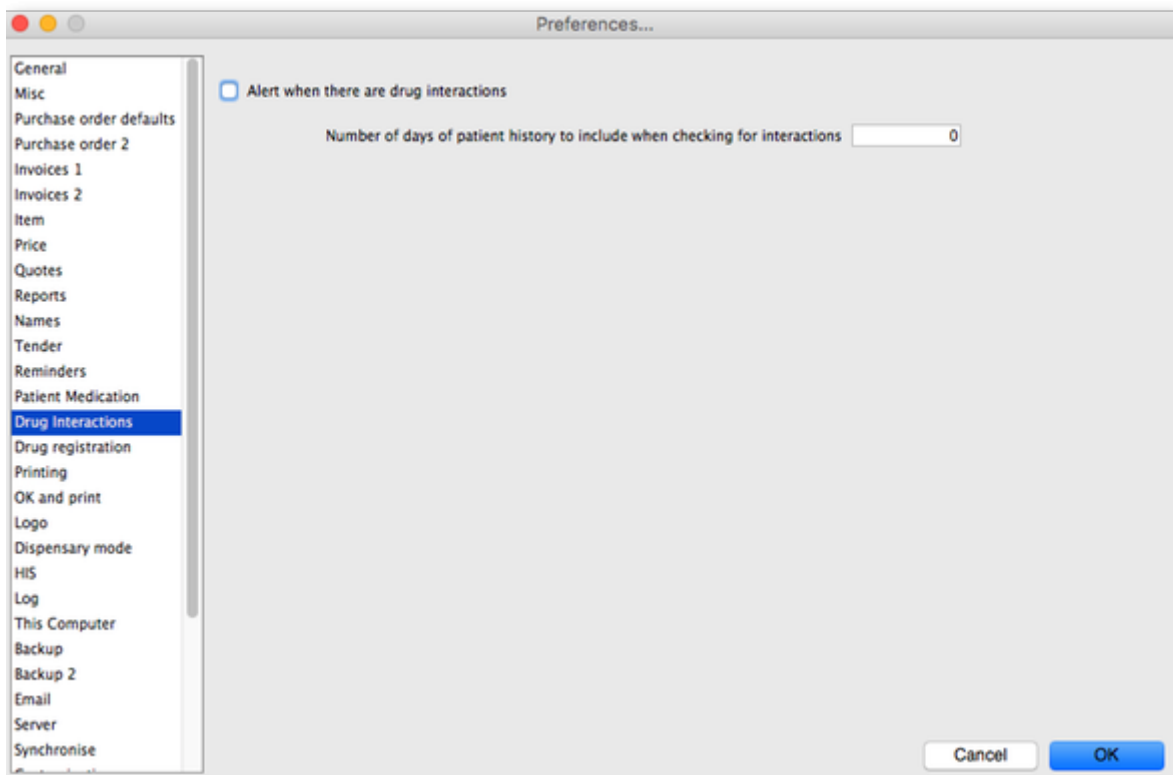 Preferences...
General
Misc
Purchase order defaults
Purchase order 2
Invoices 1
Invoices 2
Item
Price
Quotes
Reports
Names
Tender
Reminders
Patient Medication
Drug Interactions
Drug registration
Printing
OK and print
Logo
Dispensary mode
HIS
Log
This Computer
Backup
Backup 2
Email
Server
Synchronise
Alert when there are drug interactions
Number of days of patient history to include when checking for interactions 0
Cancel OK